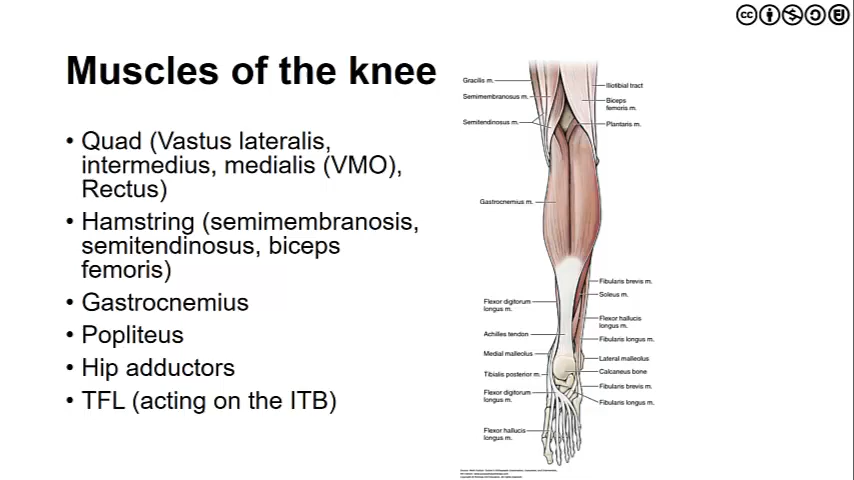 Muscles of the knee
• Quad (Vastus lateralis,
intermedius, medialis (VMO),
Rectus)
• Hamstring (semimembranosis,
semitendinosus, biceps
femoris)
• Gastrocnemius
• Popliteus
• Hip adductors
• TFL (acting on the ITB)
Gracilis m.
Semimembranosus m.
Semitendinosus m.
Iliotibial tract
Biceps
femoris m.
Plantaris m.
Gastrocnemius m.
Flexor digitorum
longus m.
Achilles tendon
Medial malleolus
Tibialis posterior m.
Flexor digitorum
longus m.
Flexor hallucis
longus m.
Fibularis brevis m.
Soleus m.
Flexor hallucis
longus m.
Fibularis longus m.
Lateral malleolus
Calcaneus bone
Fibularis brevis m.
Fibularis longus m.